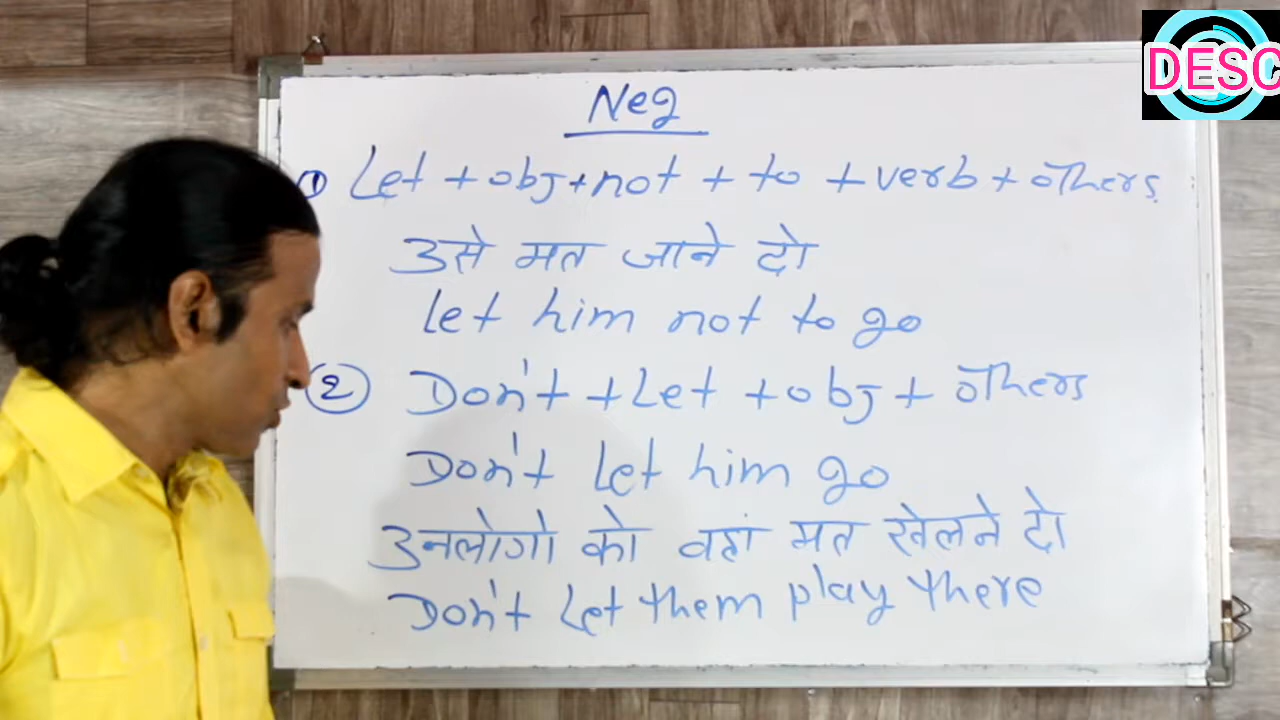 DESC
Neg
① Let + obj + not + to + verb + others.
उसे मत जाने दो
let him not to go
② Don't + Let + obj + others
Don't Let him go
उनलोगो को वहां मत खेलने दो
Don't Let them play there